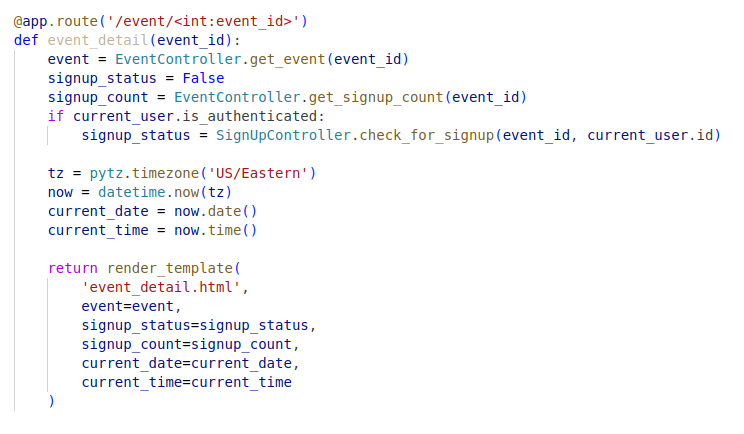 @app.route('/event/<int:event_id>')
def event_detail(event_id):
    event = EventController.get_event(event_id)
    signup_status = False
    signup_count = EventController.get_signup_count(event_id)
    if current_user.is_authenticated:
        signup_status = SignUpController.check_for_signup(event_id, current_user.id)

    tz = pytz.timezone('US/Eastern')
    now = datetime.now(tz)
    current_date = now.date()
    current_time = now.time()

    return render_template(
        'event_detail.html',
        event=event,
        signup_status=signup_status,
        signup_count=signup_count,
        current_date=current_date,
        current_time=current_time
    )